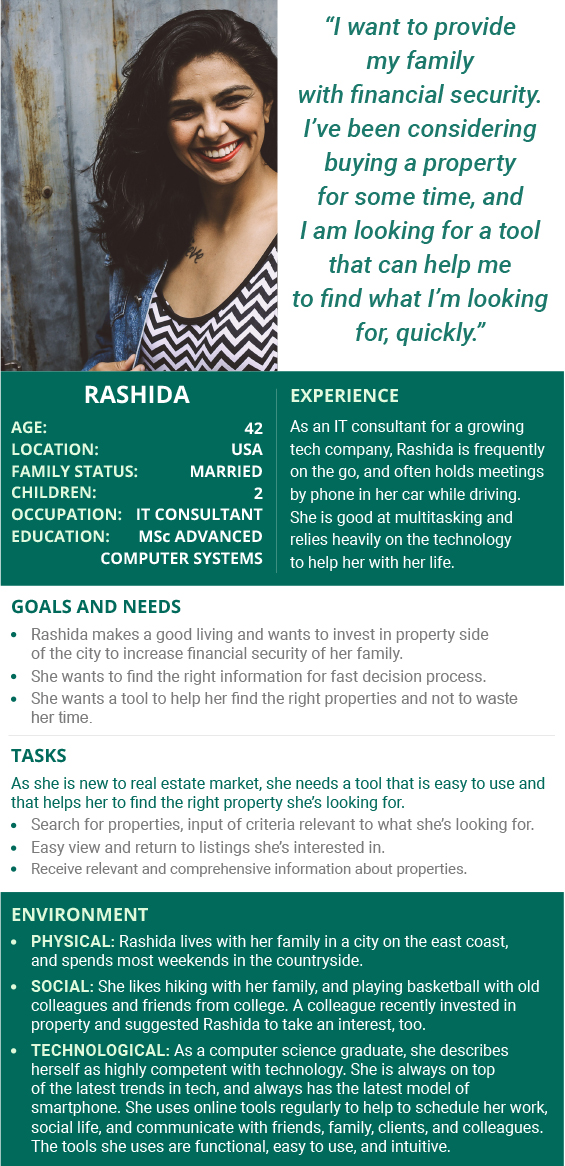 “I want to provide
my family
with financial security.
I’ve been considering
buying a property
for some time, and
I am looking for a tool
that can help me
to find what I’m looking
for, quickly.”
RASHIDA
AGE: 42
LOCATION: USA
FAMILY STATUS: MARRIED
CHILDREN: 2
OCCUPATION: IT CONSULTANT
EDUCATION: MSc ADVANCED
COMPUTER SYSTEMS
EXPERIENCE
As an IT consultant for a growing
tech company, Rashida is frequently
on the go, and often holds meetings
by phone in her car while driving.
She is good at multitasking and
relies heavily on the technology
to help her with her life.
GOALS AND NEEDS
• Rashida makes a good living and wants to invest in property side
of the city to increase financial security of her family.
• She wants to find the right information for fast decision process.
• She wants a tool to help her find the right properties and not to waste
her time.
TASKS
As she is new to real estate market, she needs a tool that is easy to use and
that helps her to find the right property she’s looking for.
• Search for properties, input of criteria relevant to what she’s looking for.
• Easy view and return to listings she’s interested in.
• Receive relevant and comprehensive information about properties.
ENVIRONMENT
• PHYSICAL: Rashida lives with her family in a city on the east coast,
and spends most weekends in the countryside.
• SOCIAL: She likes hiking with her family, and playing basketball with old
colleagues and friends from college. A colleague recently invested in
property and suggested Rashida to take an interest, too.
• TECHNOLOGICAL: As a computer science graduate, she describes
herself as highly competent with technology. She is always on top
of the latest trends in tech, and always has the latest model of
smartphone. She uses online tools regularly to help to schedule her work,
social life, and communicate with friends, family, clients, and colleagues.
The tools she uses are functional, easy to use, and intuitive.